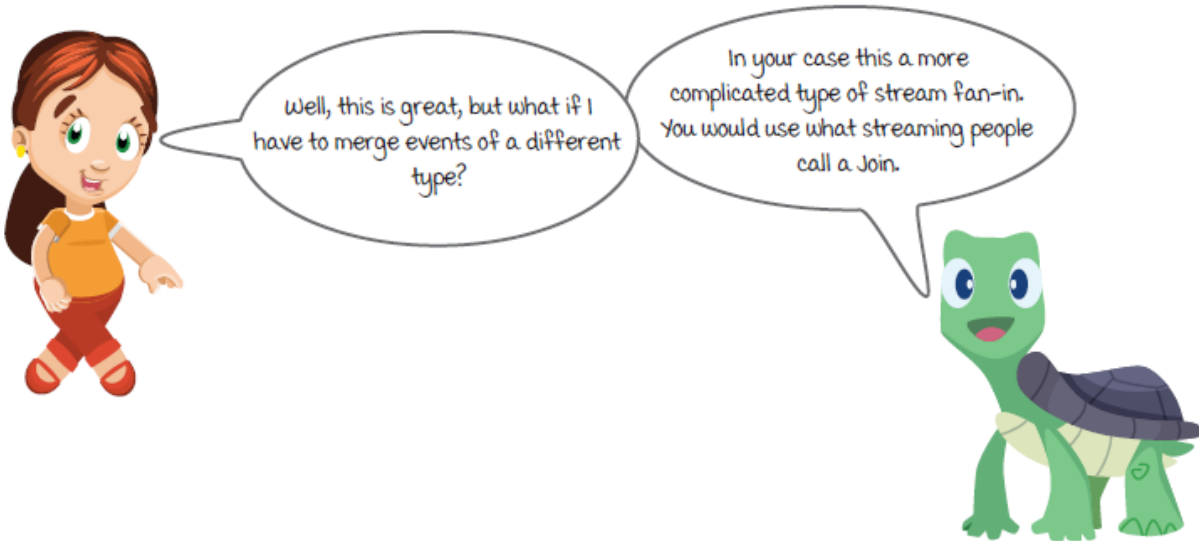 Well, this is great, but what if I
have to merge events of a different
type?
In your case this a more
complicated type of stream fan-in.
You would use what streaming people
call a Join.